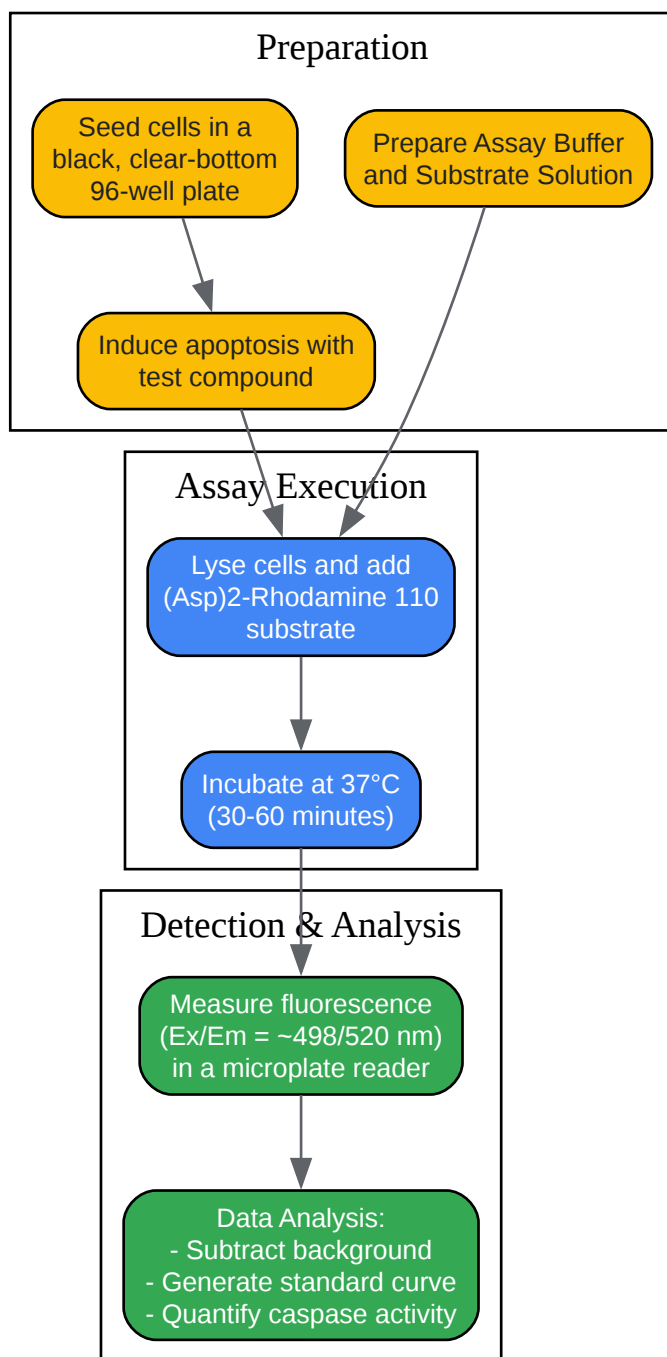 Preparation
Seed cells in a
black, clear-bottom
96-well plate
Prepare Assay Buffer
and Substrate Solution
Induce apoptosis with
test compound
Assay Execution
Lyse cells and add
(Asp)2-Rhodamine 110
substrate
Incubate at 37°C
(30-60 minutes)
Detection & Analysis
Measure fluorescence
(Ex/Em = ~498/520 nm)
in a microplate reader
Data Analysis:
- Subtract background
- Generate standard curve
- Quantify caspase activity